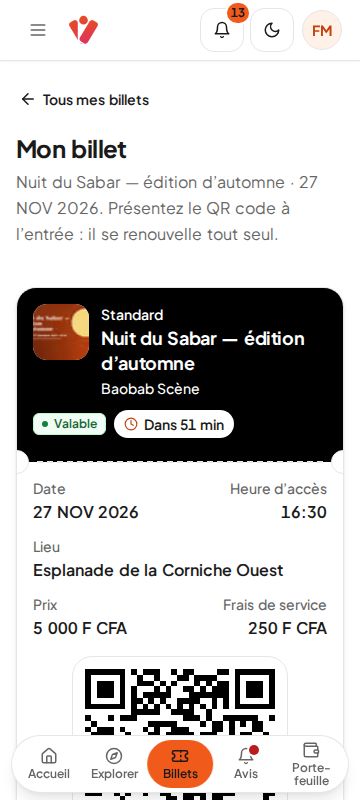 13
FM
Tous mes billets
Mon billet
Nuit du Sabar — édition d’automne · 27
NOV 2026. Présentez le QR code à
l’entrée : il se renouvelle tout seul.
Standard
Nuit du Sabar — édition
d’automne
Baobab Scène
Valable
Dans 51 min
Date
Heure d’accès
27 NOV 2026
16:30
Lieu
Esplanade de la Corniche Ouest
Prix
Frais de service
5 000 F CFA
250 F CFA
Accueil
Explorer
Billets
Avis
Porte-
feuille